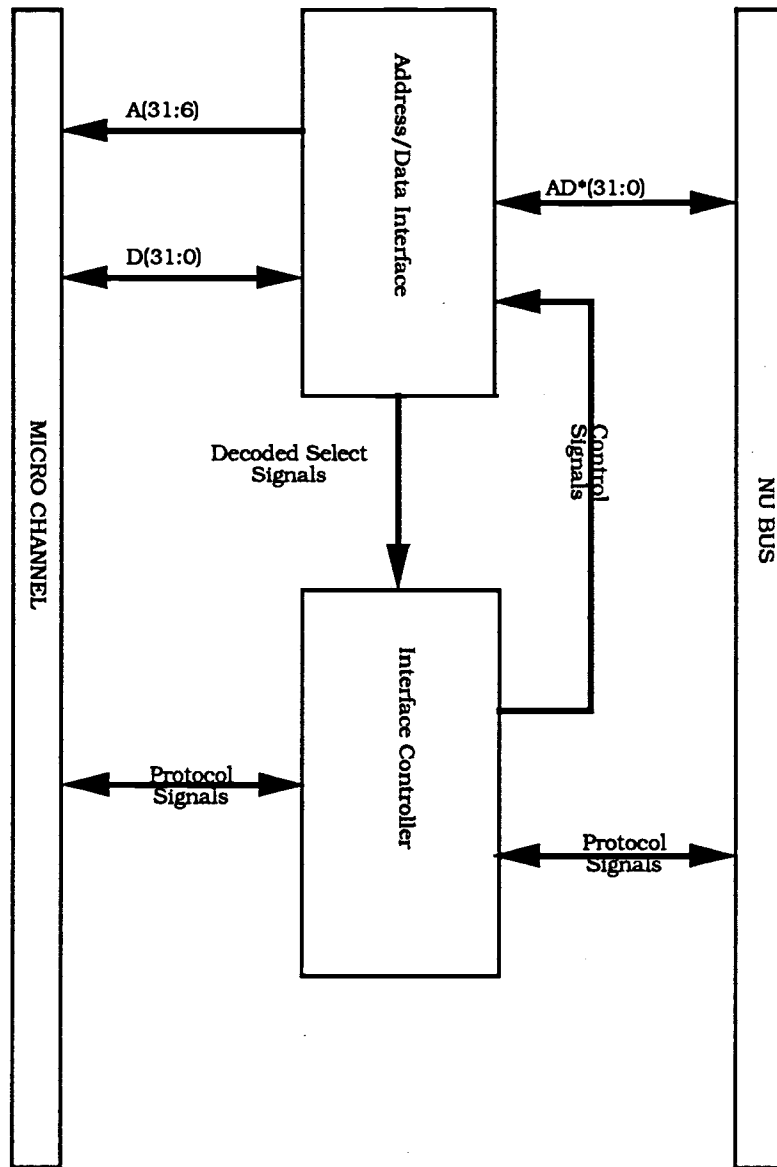 Address/Data Interface
A(31:6)
AD*(31:0)
D(31:0)
MICRO CHANNEL
Decoded Select
Signals
Control
Signals
NU BUS
Interface Controller
Protocol
Signals
Protocol
Signals